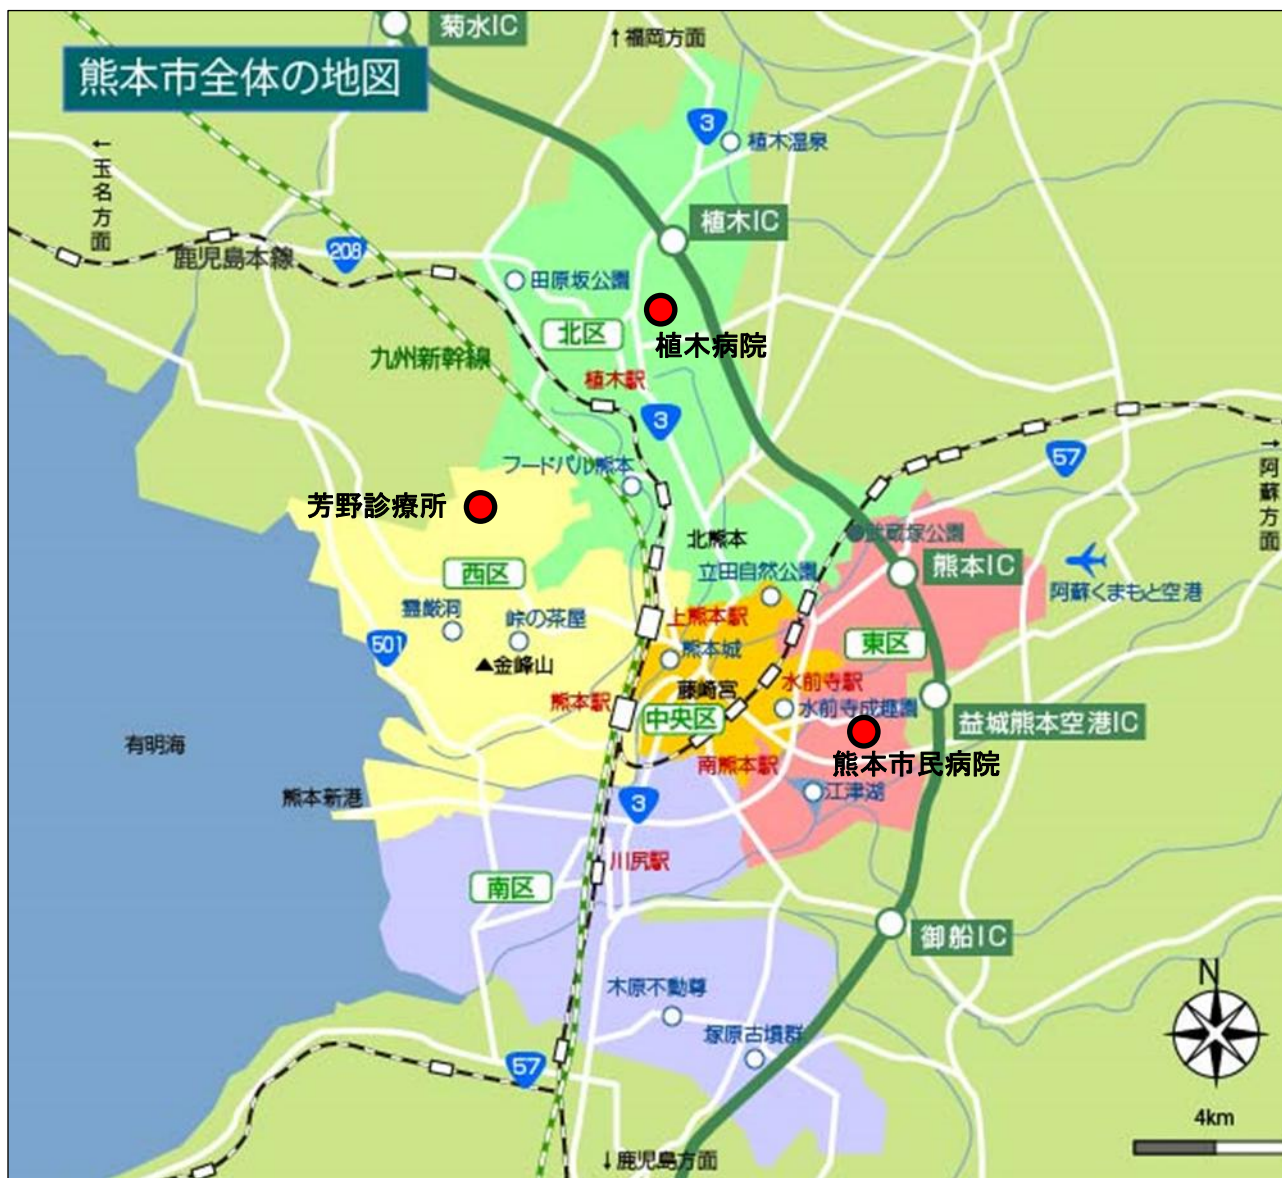 菊水IC
↑福岡方面
熊本市全体の地図
3
植木温泉
←玉名方面
植木IC
208
鹿児島本線
田原坂公園
北区
植木病院
九州新幹線
植木駅
3
57
→阿蘇方面
フードパル熊本
芳野診療所
北熊本
武蔵塚公園
熊本IC
西区
立田自然公園
阿蘇くまもと空港
霊厳洞
峠の茶屋
上熊本駅
501
▲金峰山
熊本城
東区
藤崎宮
水前寺駅
熊本駅
中央区
水前寺成趣園
益城熊本空港IC
有明海
南熊本駅
熊本市民病院
熊本新港
3
江津湖
川尻駅
南区
御船IC
N
木原不動尊
塚原古墳群
57
4km
↓鹿児島方面